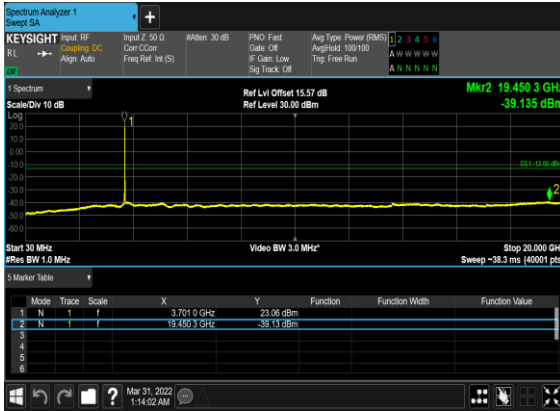 Spectrum Analyzer 1
Swept SA
+
KEYSIGHT Input: RF Input Z: 50 Ω #Atten: 30 dB PNO: Fast Avg Type: Power (RMS) 1 2 3 4 5 6
RL Coupling: DC Corr CCorr Gate: Off Avg|Hold: 100/100 A W W W W W
Align: Auto Freq Ref: Int (S) IF Gain: Low Trig: Free Run
Sig Track: Off A N N N N N
1 Spectrum Ref Lvl Offset 15.57 dB Mkr2 19.450 3 GHz
Scale/Div 10 dB Ref Level 30.00 dBm -39.135 dBm
Log
20.0
10.0
0.00
-10.0 DL1 -13.00 dBm
-20.0
-30.0
-40.0
-50.0
-60.0
1
2
Start 30 MHz Video BW 3.0 MHz* Stop 20.000 GHz
#Res BW 1.0 MHz Sweep ~38.3 ms (40001 pts)
5 Marker Table
Mode Trace Scale X Y Function Function Width Function Value
1 N 1 f 3.701 0 GHz 23.06 dBm
2 N 1 f 19.450 3 GHz -39.13 dBm
3
4
5
6
? Mar 31, 2022
1:14:02 AM